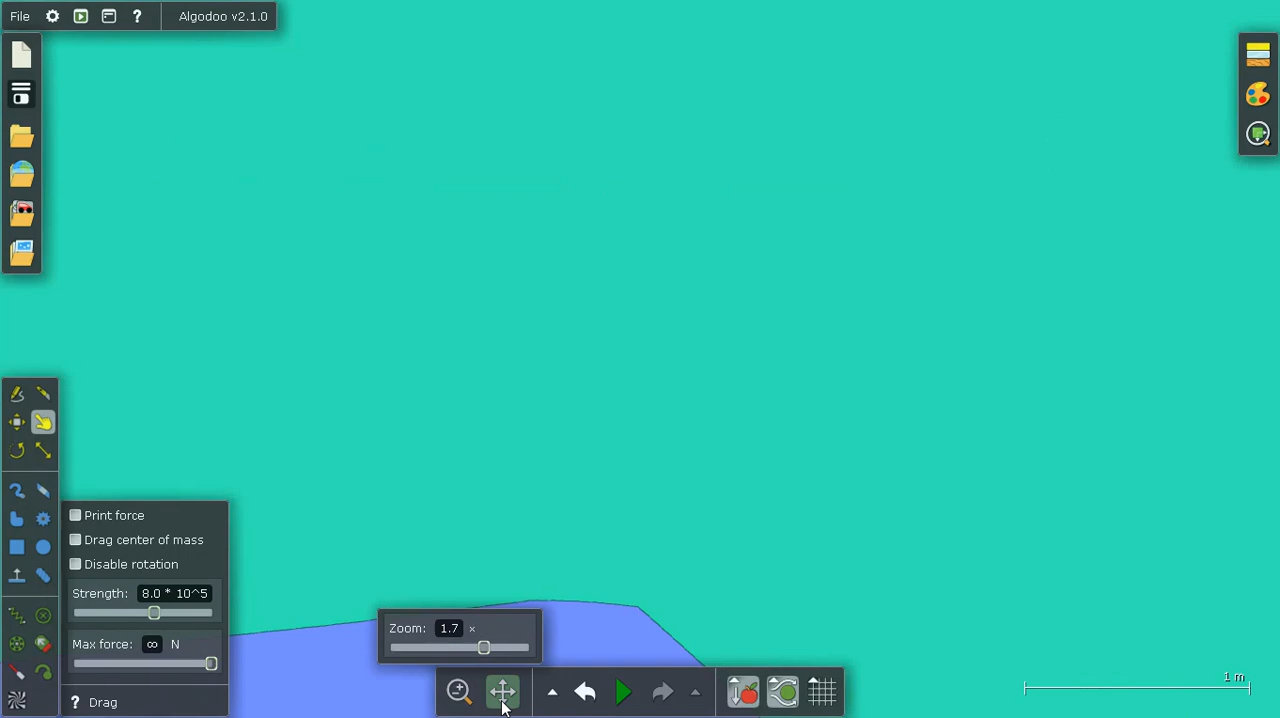 File ? Algodoo v2.1.0
Print force
Drag center of mass
Disable rotation
Strength: 8.0 * 10^5
Max force: ∞ N
? Drag
Zoom: 1.7 ×
1 m